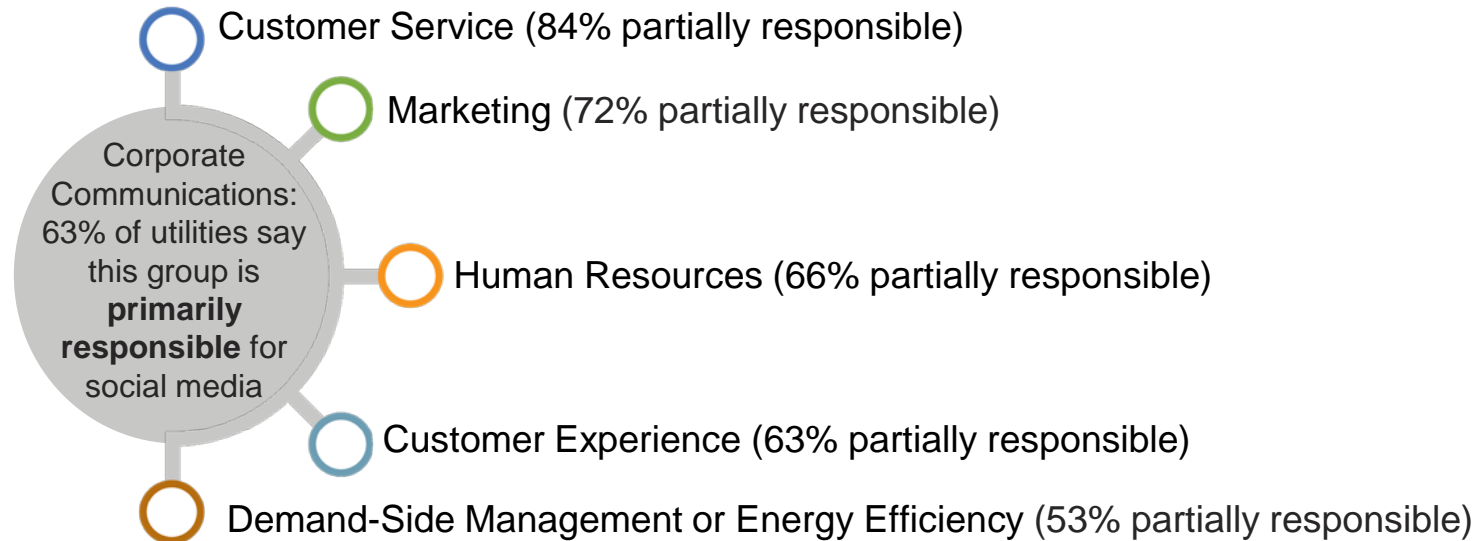 Customer Service (84% partially responsible)
Marketing (72% partially responsible)
Corporate
Communications:
63% of utilities say
this group is
primarily
responsible for
social media
Human Resources (66% partially responsible)
Customer Experience (63% partially responsible)
Demand-Side Management or Energy Efficiency (53% partially responsible)